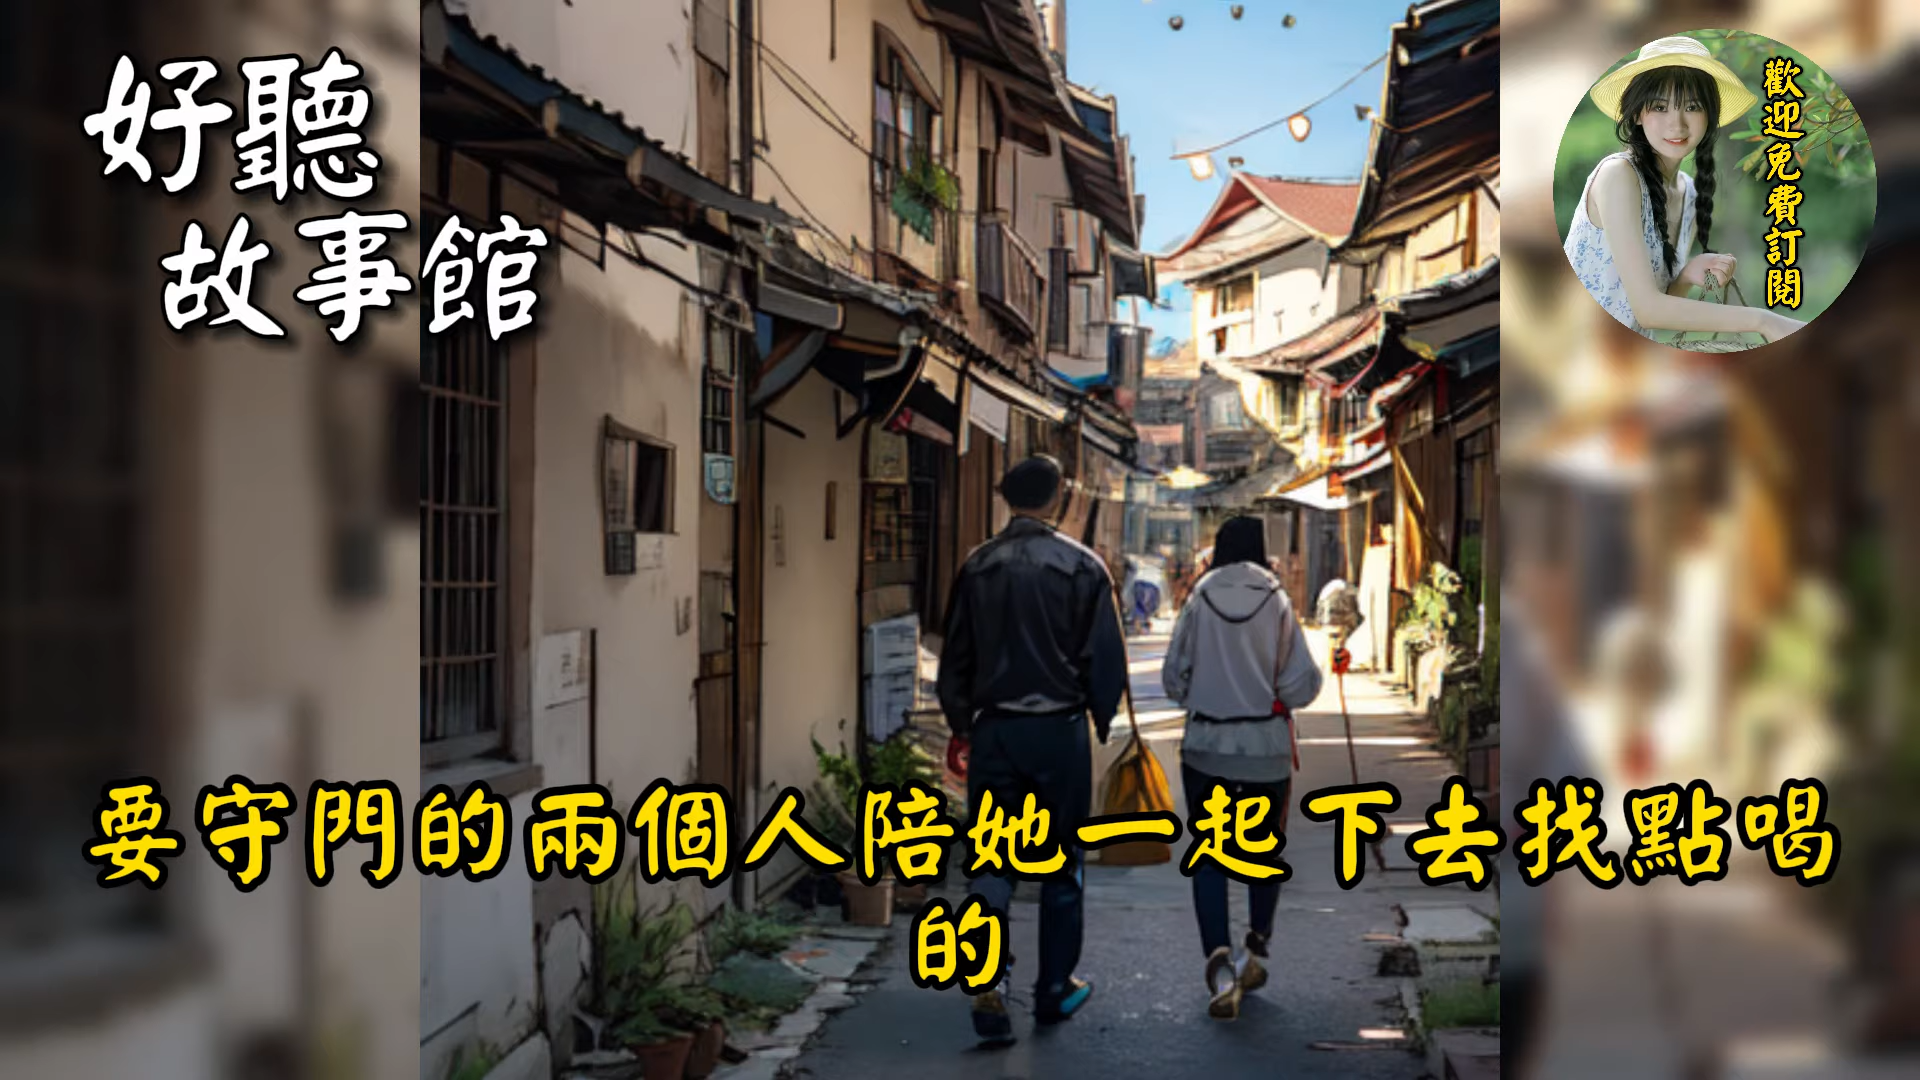 好聽
故事館
歡迎免費訂閱
要守門的兩個人陪她一起下去找點喝
的